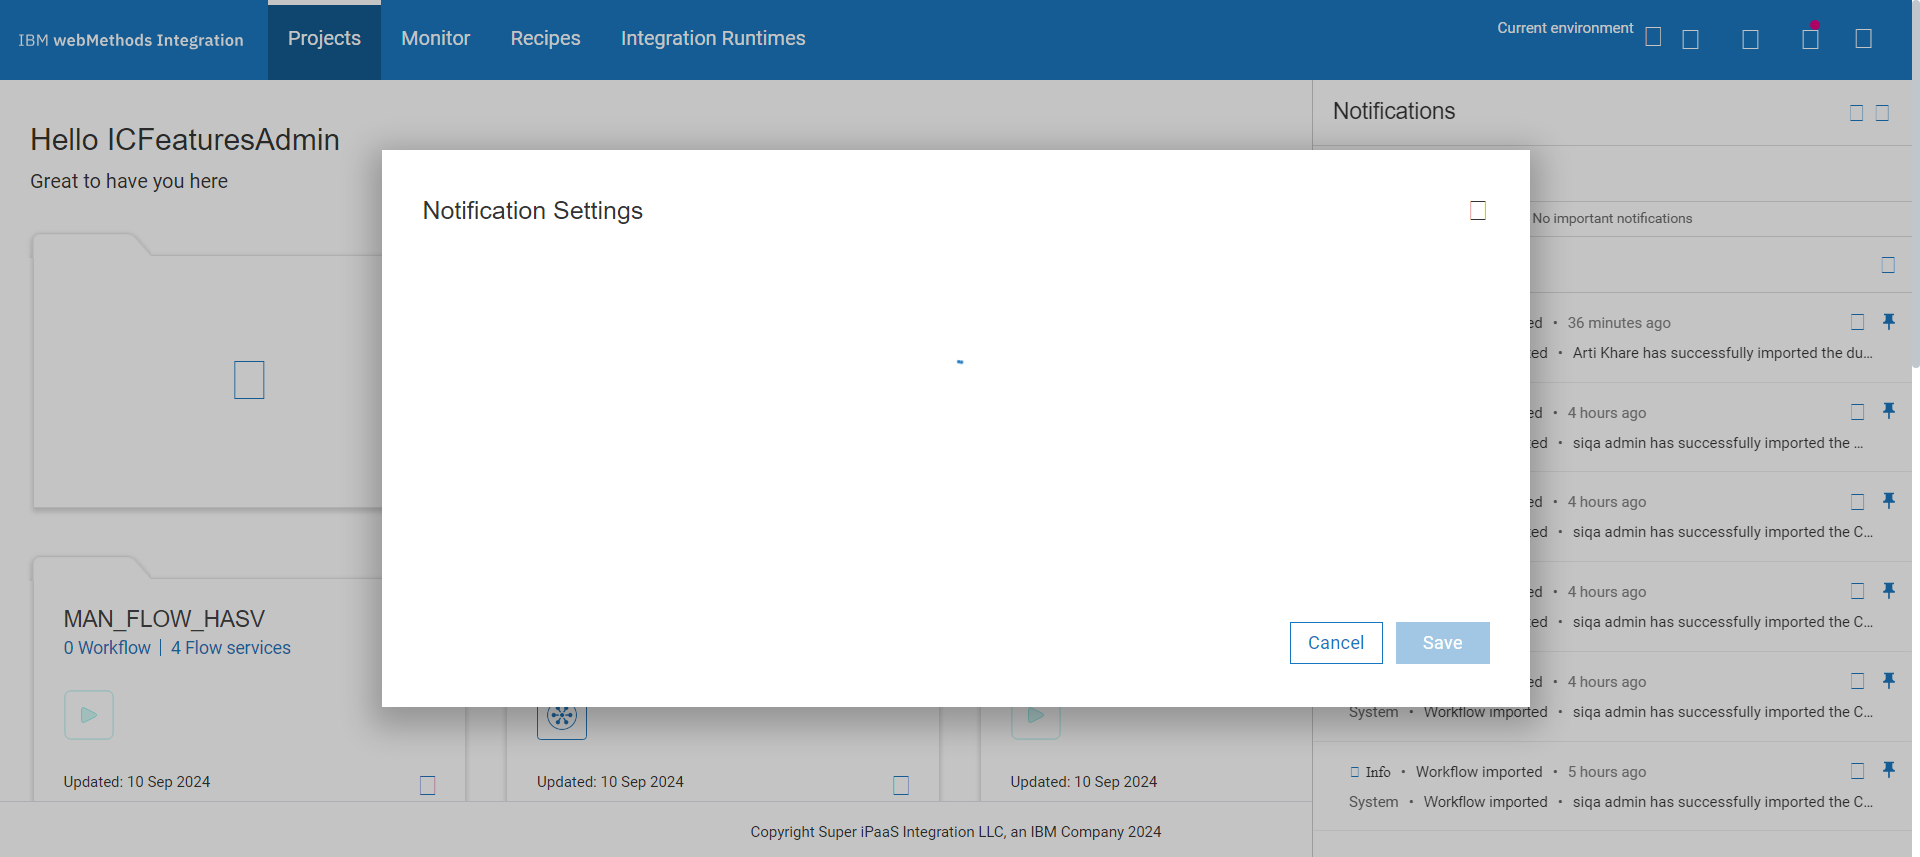 IBM webMethods Integration
Projects
Monitor
Recipes
Integration Runtimes
Current environment
Hello ICFeaturesAdmin
Great to have you here
Notifications
No important notifications
Notification Settings
Cancel
Save
ed • 36 minutes ago
ed • Arti Khare has successfully imported the du...
ed • 4 hours ago
ed • siqa admin has successfully imported the ...
ed • 4 hours ago
ed • siqa admin has successfully imported the C...
ed • 4 hours ago
ed • siqa admin has successfully imported the C...
ed • 4 hours ago
System • Workflow imported • siqa admin has successfully imported the C...
Info • Workflow imported • 5 hours ago
System • Workflow imported • siqa admin has successfully imported the C...
MAN_FLOW_HASV
0 Workflow | 4 Flow services
Updated: 10 Sep 2024
Updated: 10 Sep 2024
Updated: 10 Sep 2024
Copyright Super iPaaS Integration LLC, an IBM Company 2024